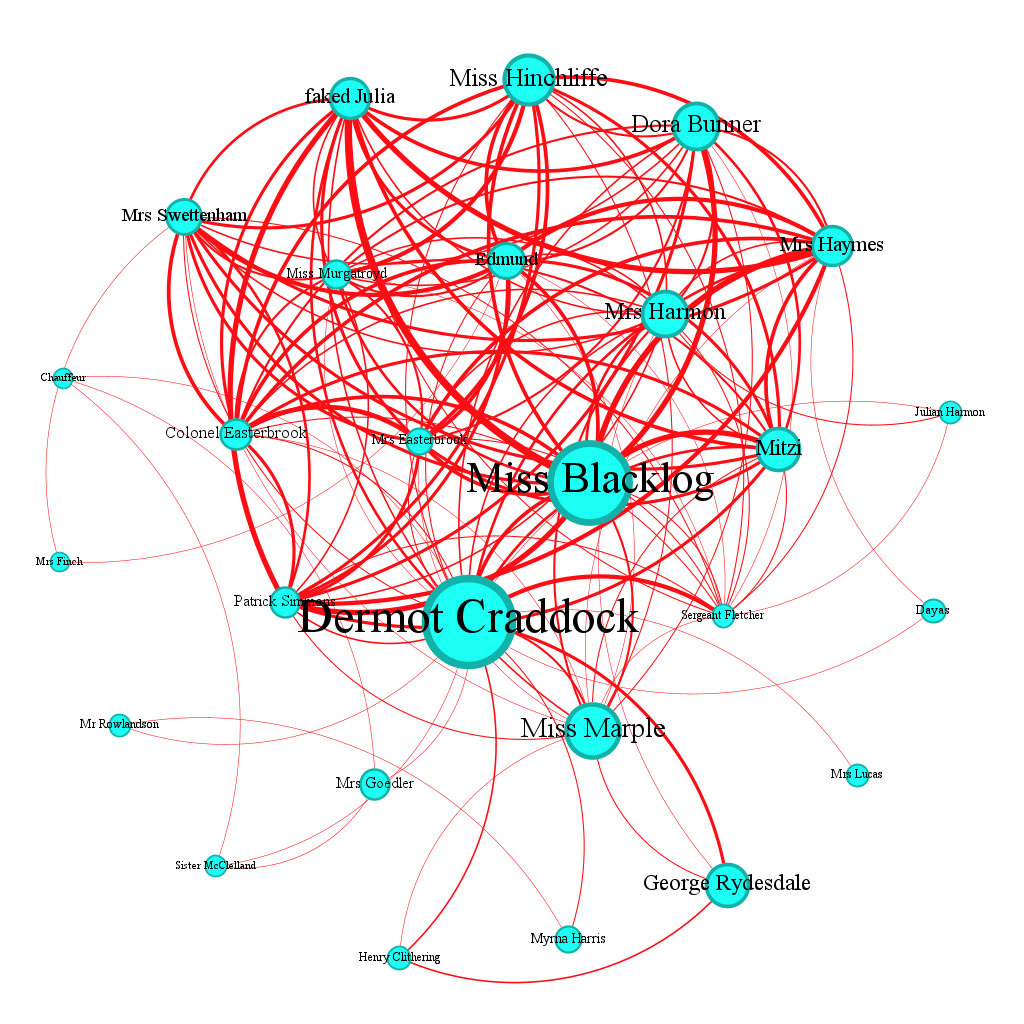 Miss Hinchliffe
faked Julia
Dora Bunner
Mrs Swettenham
Mrs Haymes
Edmund
Miss Murgatroyd
Mrs Harmon
Chauffeur
Julian Harmon
Colonel Easterbrook
Mrs Easterbrook
Mitzi
Miss Blacklog
Mrs Finch
Patrick Simmons
Dermot Craddock
Sergeant Fletcher
Dayas
Mr Rowlandson
Miss Marple
Mrs Lucas
Mrs Goedler
Sister McClelland
George Rydesdale
Myrna Harris
Henry Clithering